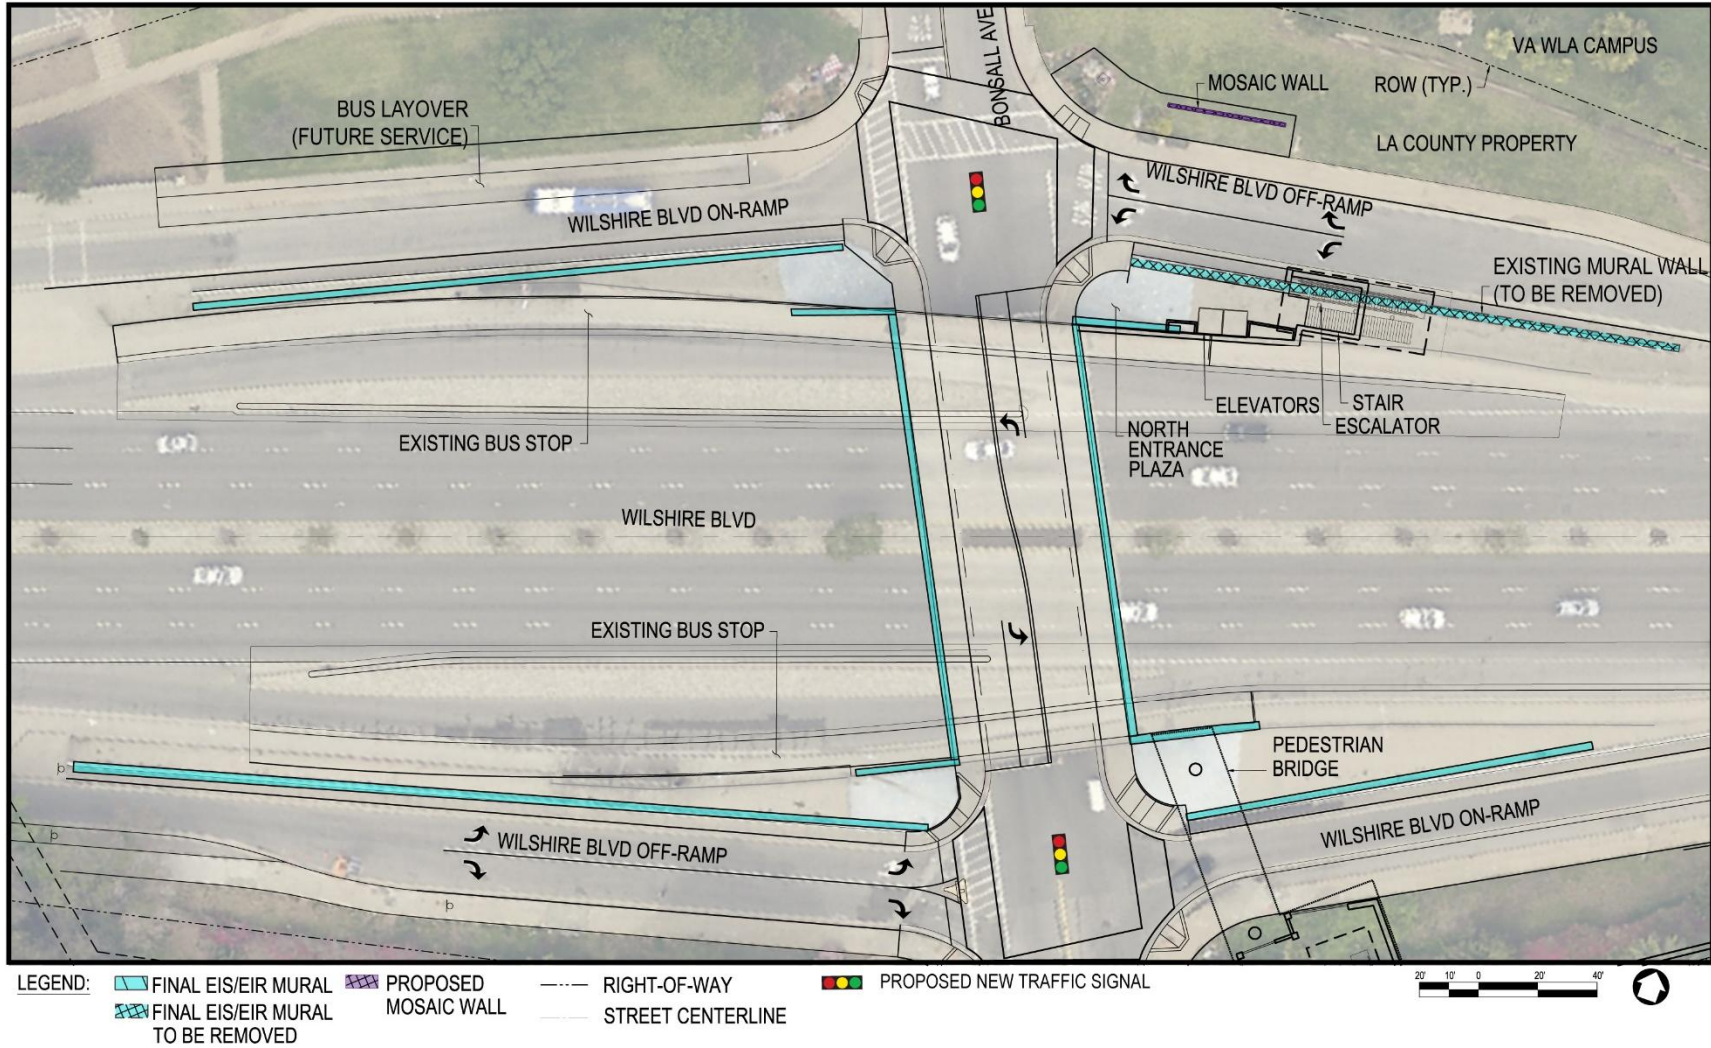 BONSALL AVE
VA WLA CAMPUS
MOSAIC WALL
ROW (TYP.)
BUS LAYOVER
(FUTURE SERVICE)
LA COUNTY PROPERTY
WILSHIRE BLVD OFF-RAMP
WILSHIRE BLVD ON-RAMP
EXISTING MURAL WALL
(TO BE REMOVED)
ELEVATORS
STAIR
ESCALATOR
NORTH
ENTRANCE
PLAZA
EXISTING BUS STOP
WILSHIRE BLVD
EXISTING BUS STOP
PEDESTRIAN
BRIDGE
WILSHIRE BLVD OFF-RAMP
WILSHIRE BLVD ON-RAMP
LEGEND:
FINAL EIS/EIR MURAL
FINAL EIS/EIR MURAL
TO BE REMOVED
PROPOSED
MOSAIC WALL
RIGHT-OF-WAY
STREET CENTERLINE
PROPOSED NEW TRAFFIC SIGNAL
20' 10' 0 20' 40'